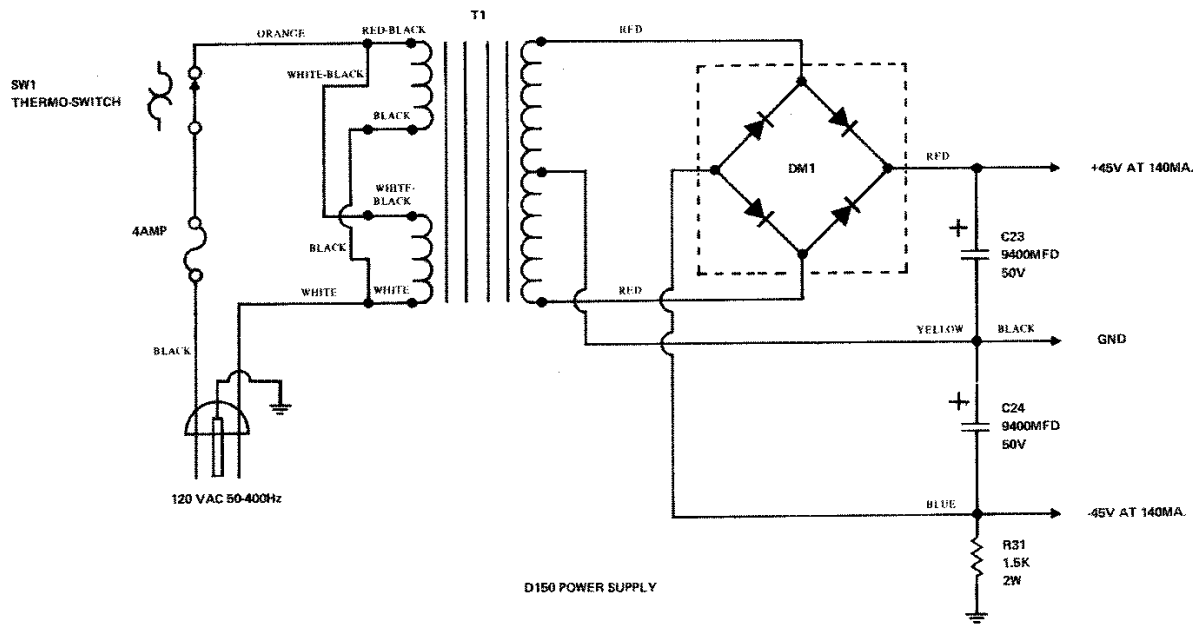 T1
ORANGE
RED-BLACK
RED
WHITE-BLACK
SW1
THERMO-SWITCH
BLACK
DM1
RED
+45V AT 140MA.
WHITE-
BLACK
4AMP
+
C23
9400MFD
50V
BLACK
WHITE
WHITE
RED
YELLOW
BLACK
GND
BLACK
+
C24
9400MFD
50V
120 VAC 50-400Hz
BLUE
-45V AT 140MA.
R31
1.5K
2W
D150 POWER SUPPLY